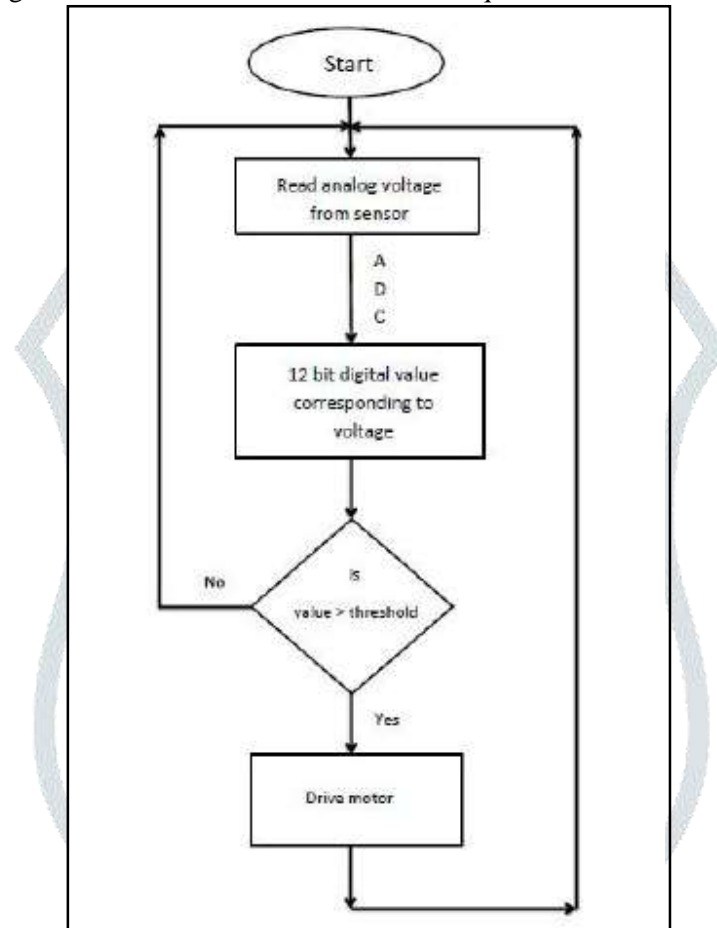 Start
Read analog voltage
from sensor
A
D
C
12 bit digital value
corresponding to
voltage
Is
value > threshold
No
Yes
Driva motor